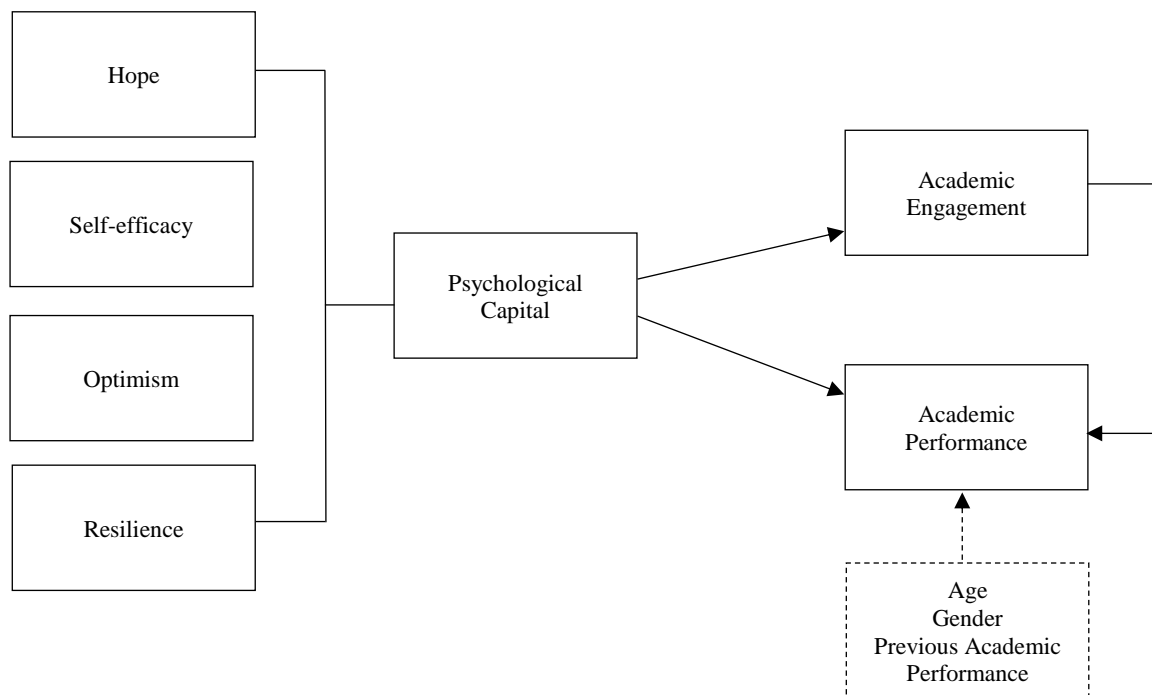 Hope
Self-efficacy
Optimism
Resilience
Psychological
Capital
Academic
Engagement
Academic
Performance
Age
Gender
Previous Academic
Performance